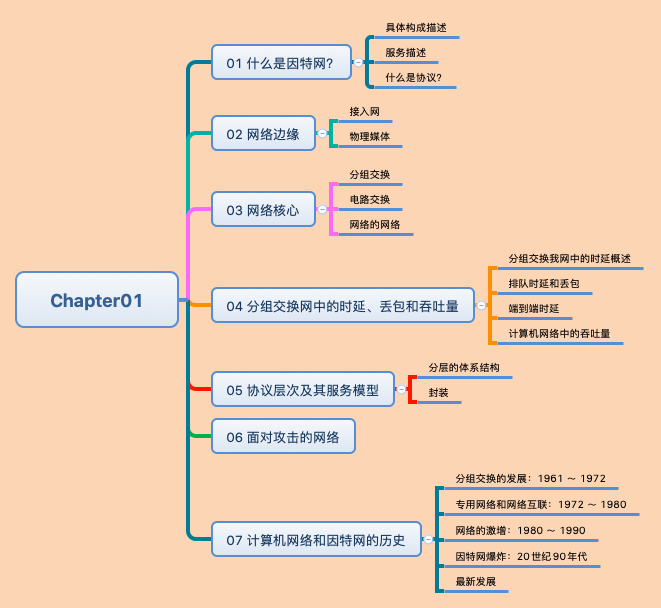 Chapter01
01 什么是因特网?
具体构成描述
服务描述
什么是协议?
02 网络边缘
接入网
物理媒体
03 网络核心
分组交换
电路交换
网络的网络
04 分组交换网中的时延、丢包和吞吐量
分组交换我网中的时延概述
排队时延和丢包
端到端时延
计算机网络中的吞吐量
05 协议层次及其服务模型
分层的体系结构
封装
06 面对攻击的网络
07 计算机网络和因特网的历史
分组交换的发展：1961 ～ 1972
专用网络和网络互联：1972 ～ 1980
网络的激增：1980 ～ 1990
因特网爆炸：20世纪90年代
最新发展